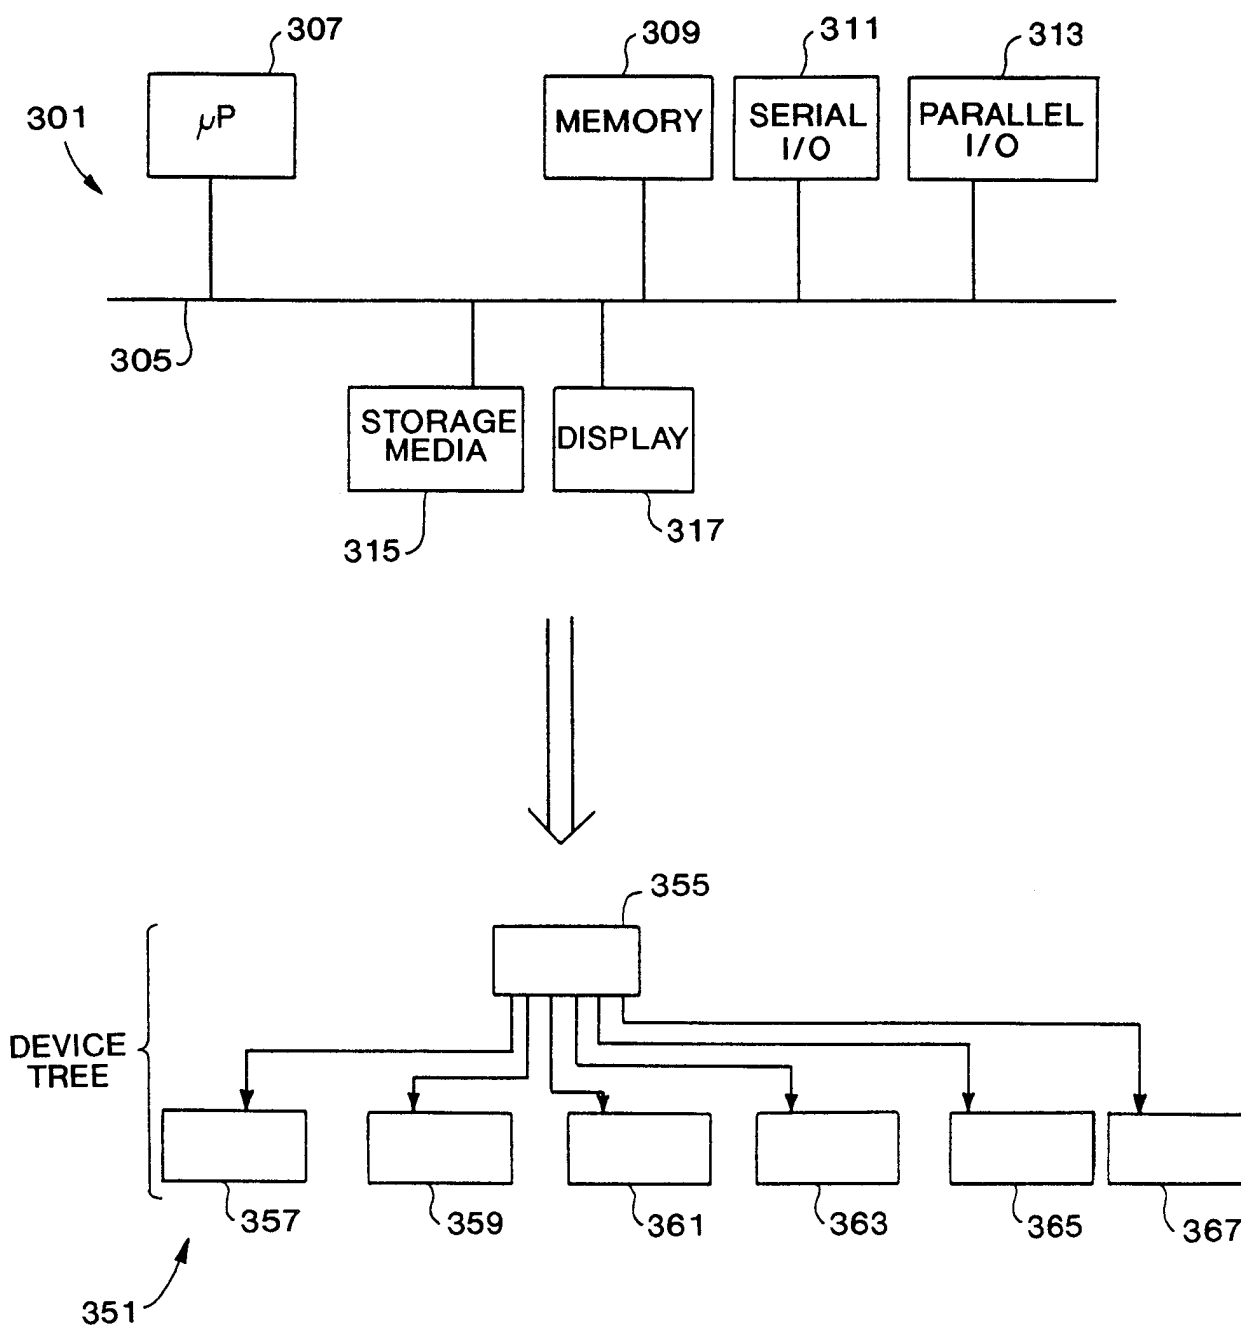 307
309
311
313
301
μP
MEMORY
SERIAL
I/O
PARALLEL
I/O
305
STORAGE
MEDIA
DISPLAY
315
317
355
DEVICE
TREE
357
359
361
363
365
367
351